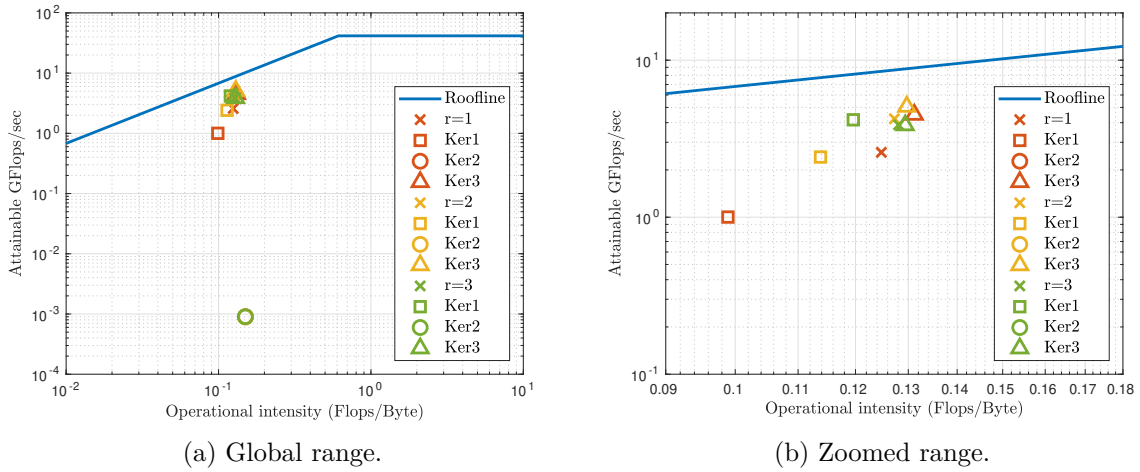 10^2
10^1
10^0
10^-1
10^-2
10^-3
10^-4
Attainable GFlops/sec
10^-2
10^-1
10^0
10^1
Operational intensity (Flops/Byte)
Roofline
r=1
Ker1
Ker2
Ker3
r=2
Ker1
Ker2
Ker3
r=3
Ker1
Ker2
Ker3
(a) Global range.
10^1
10^0
10^-1
Attainable GFlops/sec
0.09
0.1
0.11
0.12
0.13
0.14
0.15
0.16
0.17
0.18
Operational intensity (Flops/Byte)
Roofline
r=1
Ker1
Ker2
Ker3
r=2
Ker1
Ker2
Ker3
r=3
Ker1
Ker2
Ker3
(b) Zoomed range.